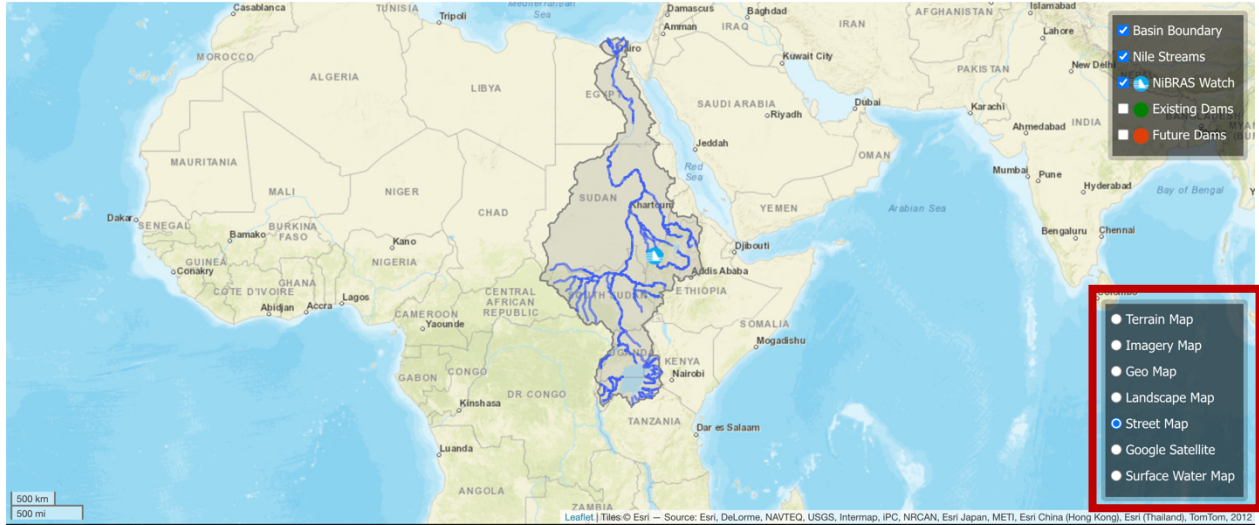 Casablanca
TUNISIA
Tripoli
Mediterranean
Sea
Damascus
Baghdad
Amman
IRAQ
IRAN
AFGHANISTAN
Islamabad
Lahore
MOROCCO
ALGERIA
LIBYA
Cairo
EGYPT
Kuwait City
PAKISTAN
New Delhi
SAUDI ARABIA
Riyadh
Dubai
Karachi
Ahmedabad
INDIA
BANGLADESH
Jeddah
OMAN
Red
Sea
MAURITANIA
MALI
NIGER
CHAD
SUDAN
Khartoum
YEMEN
Arabian Sea
Mumbai
Pune
Hyderabad
Bay of Bengal
Dakar
SENEGAL
Bamako
BURKINA
FASO
Kano
NIGERIA
Djibouti
Bengaluru
Chennai
GUINEA
Conakry
GHANA
COTE D'IVOIRE
Abidjan
Accra
Lagos
CENTRAL
AFRICAN
REPUBLIC
SOUTH SUDAN
Addis Ababa
ETHIOPIA
Colombo
CAMEROON
Yaounde
SOMALIA
Mogadishu
UGANDA
KENYA
Nairobi
GABON
CONGO
DR CONGO
Kinshasa
TANZANIA
Dar es Salaam
Luanda
ANGOLA
ZAMBIA
Basin Boundary
Nile Streams
NiBRAS Watch
Existing Dams
Future Dams
Terrain Map
Imagery Map
Geo Map
Landscape Map
Street Map
Google Satellite
Surface Water Map
500 km
500 mi
Leaflet | Tiles © Esri — Source: Esri, DeLorme, NAVTEQ, USGS, Intermap, iPC, NRCAN, Esri Japan, METI, Esri China (Hong Kong), Esri (Thailand), TomTom, 2012